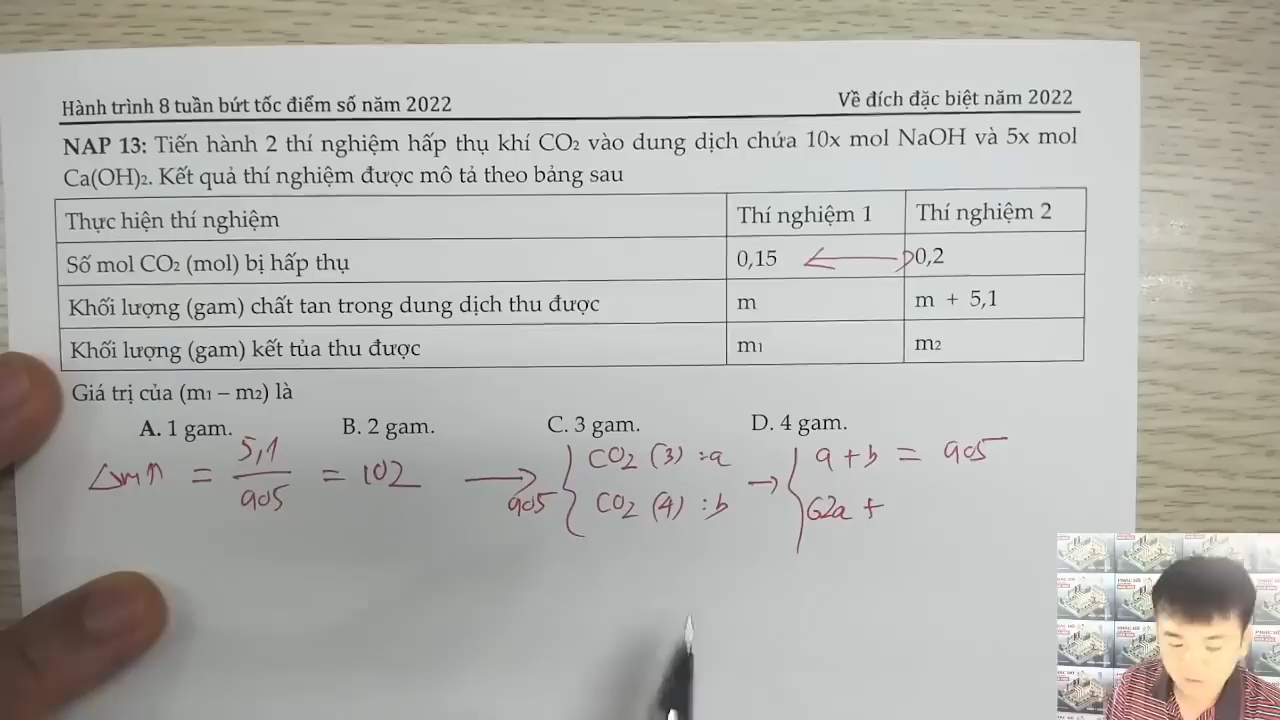 Hành trình 8 tuần bứt tốc điểm số năm 2022 Về đích đặc biệt năm 2022
NAP 13: Tiến hành 2 thí nghiệm hấp thụ khí CO₂ vào dung dịch chứa 10x mol NaOH và 5x mol
Ca(OH)₂. Kết quả thí nghiệm được mô tả theo bảng sau
Thực hiện thí nghiệm Thí nghiệm 1 Thí nghiệm 2
Số mol CO₂ (mol) bị hấp thụ 0,15 0,2
Khối lượng (gam) chất tan trong dung dịch thu được m m + 5,1
Khối lượng (gam) kết tủa thu được m₁ m₂
Giá trị của (m₁ – m₂) là
A. 1 gam. B. 2 gam. C. 3 gam. D. 4 gam.
Δm↑ = 5,1 / 0,05 = 102 → 0,05 { CO₂ (3) : a → { a + b = 0,05
CO₂ (4) : b 62a +